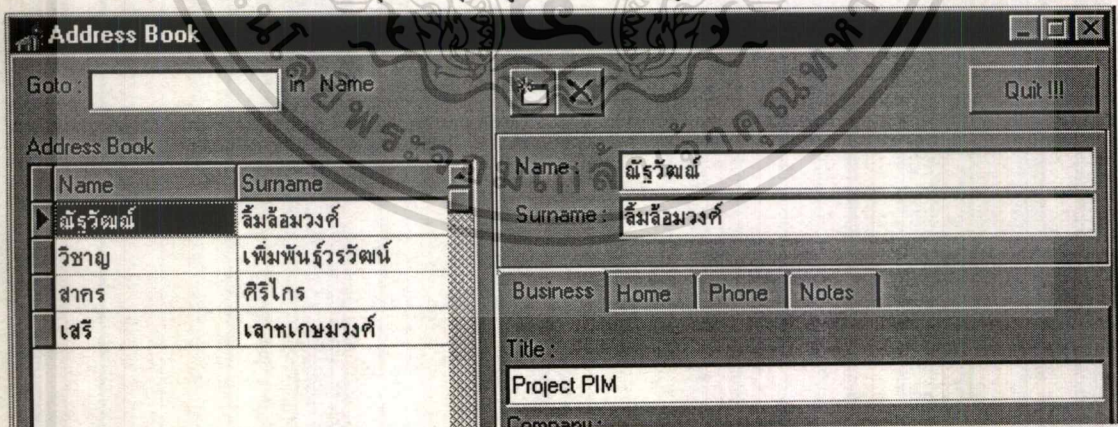 Address Book
Goto : in Name
Quit !!!
Address Book
Name Surname
ณัฐวัฒณ์ ลิ้มล้อมวงศ์
วิชาญ เพิ่มพันธุ์วรวัฒน์
สาคร ศิริไกร
เสรี เลาหเกษมวงศ์
Name : ณัฐวัฒณ์
Surname : ลิ้มล้อมวงศ์
Business Home Phone Notes
Title :
Project PIM
Company :